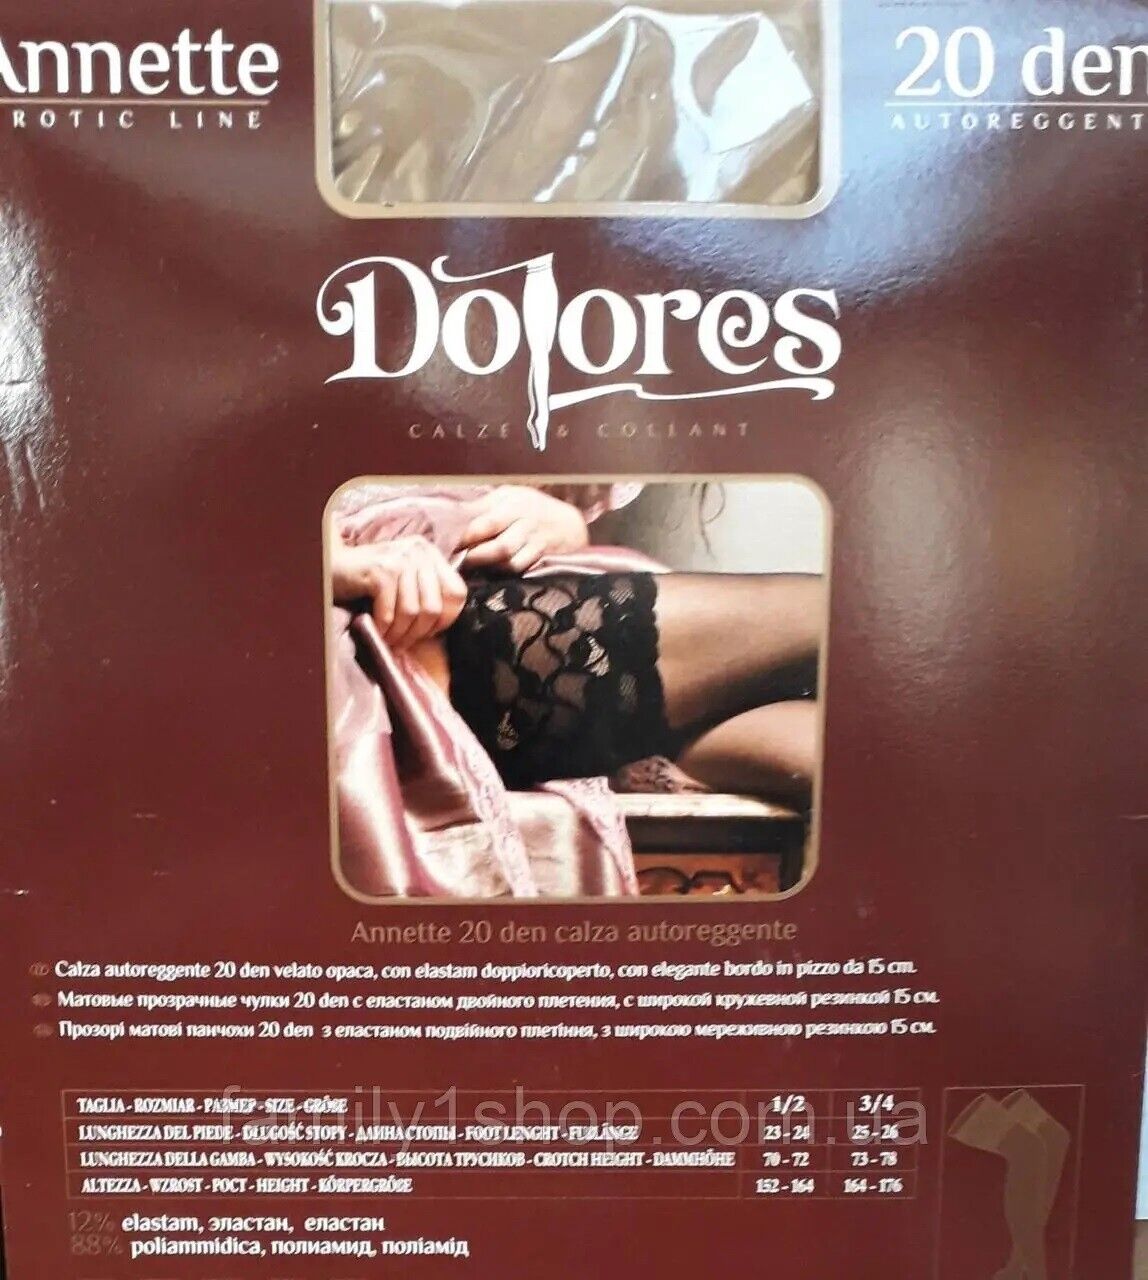 Annette
ROTIC LINE
20 den
AUTOREGGENT
Dolores
CALZE & COLLANT
Annette 20 den calza autoreggente
Calza autoreggente 20 den velato opaca, con elastam doppioricoperto, con elegante bordo in pizzo da 15 cm.
Матовые прозрачные чулки 20 den с еластаном двойного плетения, с широкой кружевной резинкой 15 см.
Прозорі матові панчохи 20 den з еластаном подвійного плетіння, з широкою мереживною резинкою 15 см.
TAGLIA - ROZMIAR - РАЗМЕР - SIZE - GRÖßE 1/2 3/4
LUNGHEZZA DEL PIEDE - DŁUGOŚĆ STOPY - ДЛИНА СТОПЫ - FOOT LENGHT - FUßLÄNGE 23 - 24 25 - 26
LUNGHEZZA DELLA GAMBA - WYSOKOŚĆ KROCZA - ВЫСОТА ТРУСИКОВ - CROTCH HEIGHT - DAMMHÖHE 70 - 72 73 - 78
ALTEZZA - WZROST - РОСТ - HEIGHT - KÖRPERGRÖßE 152 - 164 164 - 176
family1shop.com.ua
12% elastam, эластан, еластан
88% poliammidica, полиамид, поліамід